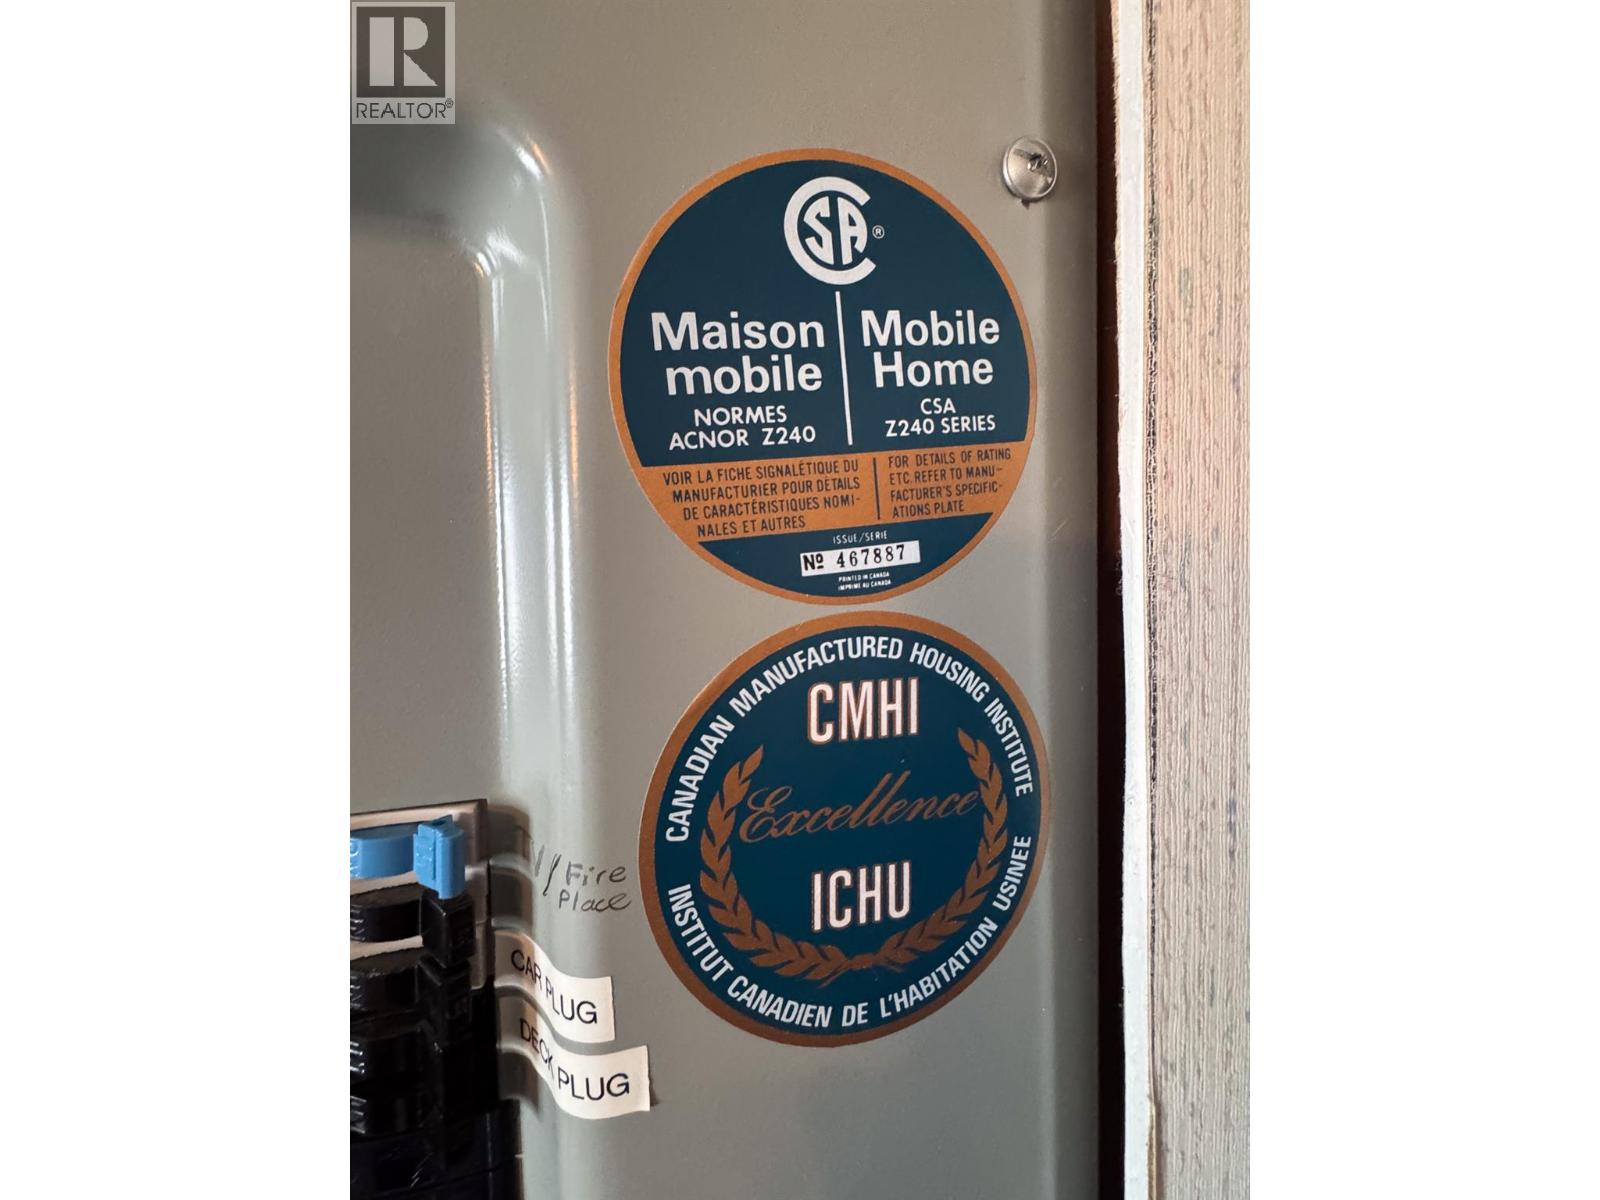 R
REALTOR®
CSA®
Maison
mobile
NORMES
ACNOR Z240
Mobile
Home
CSA
Z240 SERIES
VOIR LA FICHE SIGNALÉTIQUE DU
MANUFACTURIER POUR DÉTAILS
DE CARACTÉRISTIQUES NOMI-
NALES ET AUTRES
FOR DETAILS OF RATING
ETC. REFER TO MANU-
FACTURER'S SPECIFIC-
ATIONS PLATE
ISSUE/SERIE
Nº 467887
PRINTED IN CANADA
IMPRIMÉ AU CANADA
CANADIAN MANUFACTURED HOUSING INSTITUTE
CMHI
Excellence
ICHU
INSTITUT CANADIEN DE L'HABITATION USINEE
TV/Fire
Place
CAR PLUG
DECK PLUG